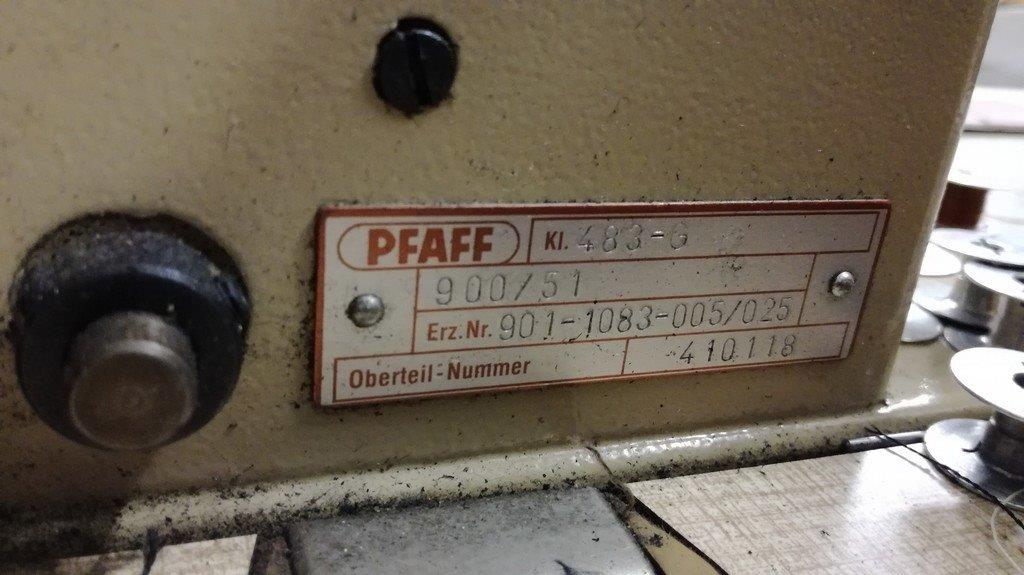 PFAFF Kl. 483-G
900/51
Erz.Nr. 901-1083-005/025
Oberteil-Nummer 410118